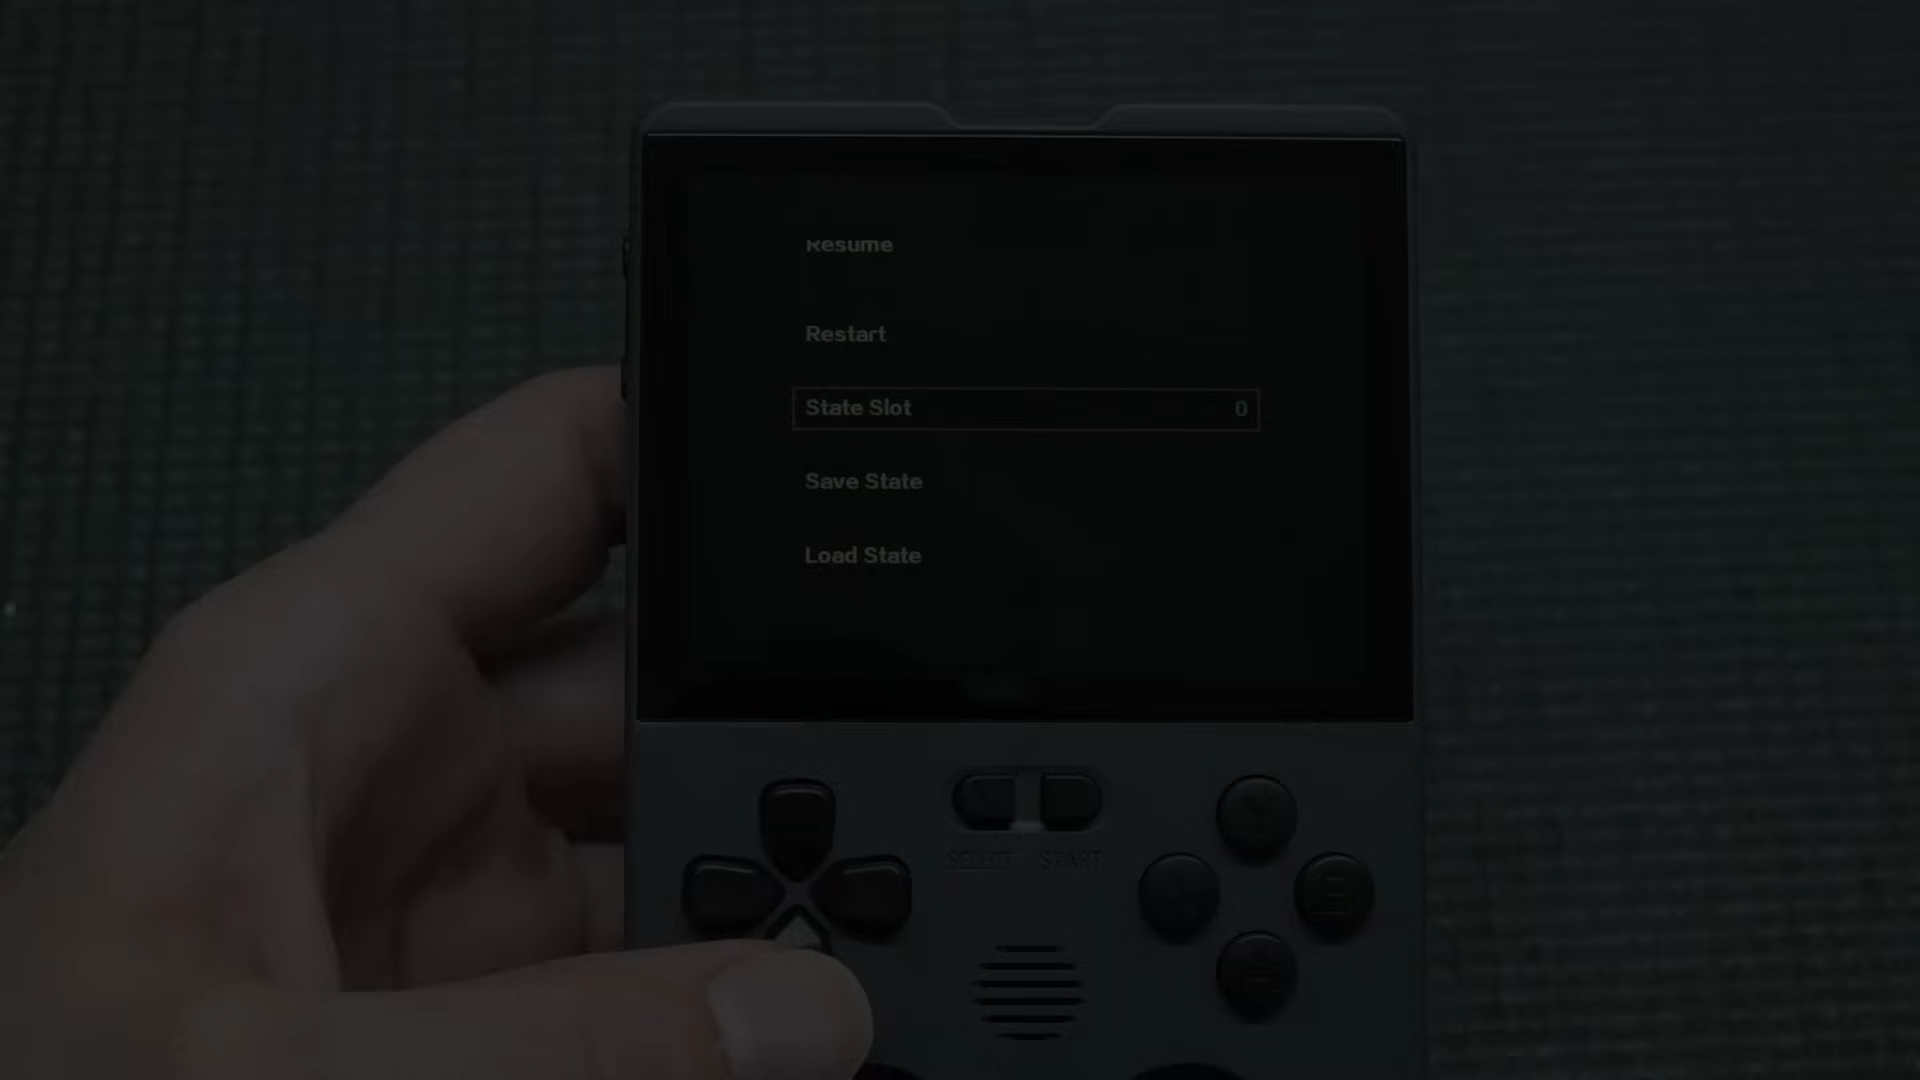 Resume
Restart
State Slot 0
Save State
Load State
SELECT START
Y
B
A